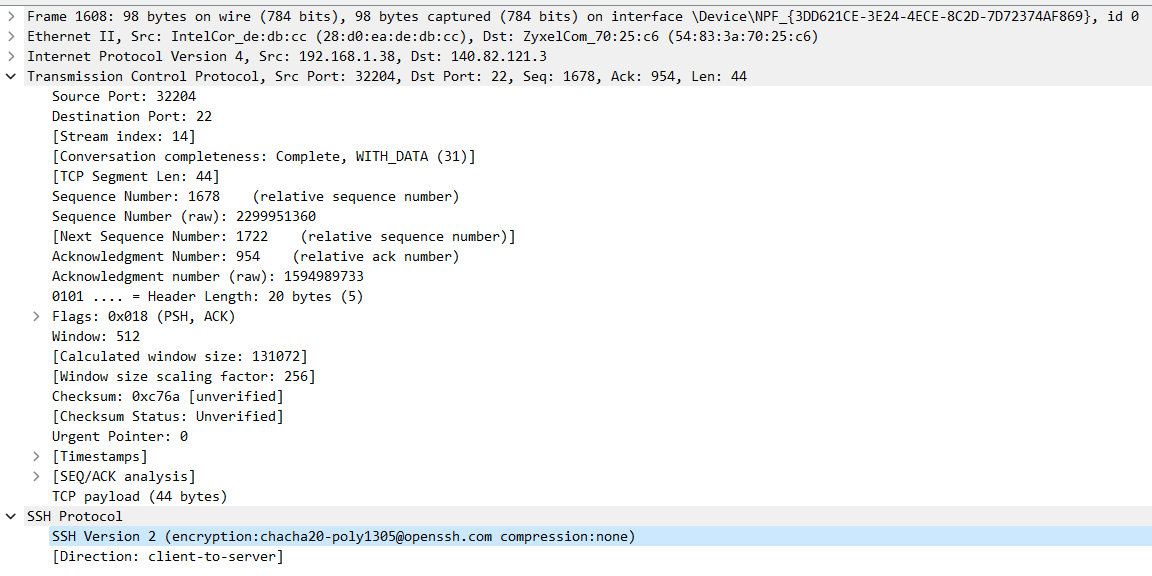 Frame 1608: 98 bytes on wire (784 bits), 98 bytes captured (784 bits) on interface \Device\NPF_{3DD621CE-3E24-4ECE-8C2D-7D72374AF869}, id 0
Ethernet II, Src: IntelCor_de:db:cc (28:d0:ea:de:db:cc), Dst: ZyxelCom_70:25:c6 (54:83:3a:70:25:c6)
Internet Protocol Version 4, Src: 192.168.1.38, Dst: 140.82.121.3
Transmission Control Protocol, Src Port: 32204, Dst Port: 22, Seq: 1678, Ack: 954, Len: 44
Source Port: 32204
Destination Port: 22
[Stream index: 14]
[Conversation completeness: Complete, WITH_DATA (31)]
[TCP Segment Len: 44]
Sequence Number: 1678    (relative sequence number)
Sequence Number (raw): 2299951360
[Next Sequence Number: 1722    (relative sequence number)]
Acknowledgment Number: 954    (relative ack number)
Acknowledgment number (raw): 1594989733
0101 .... = Header Length: 20 bytes (5)
Flags: 0x018 (PSH, ACK)
Window: 512
[Calculated window size: 131072]
[Window size scaling factor: 256]
Checksum: 0xc76a [unverified]
[Checksum Status: Unverified]
Urgent Pointer: 0
[Timestamps]
[SEQ/ACK analysis]
TCP payload (44 bytes)
SSH Protocol
SSH Version 2 (encryption:chacha20-poly1305@openssh.com compression:none)
[Direction: client-to-server]